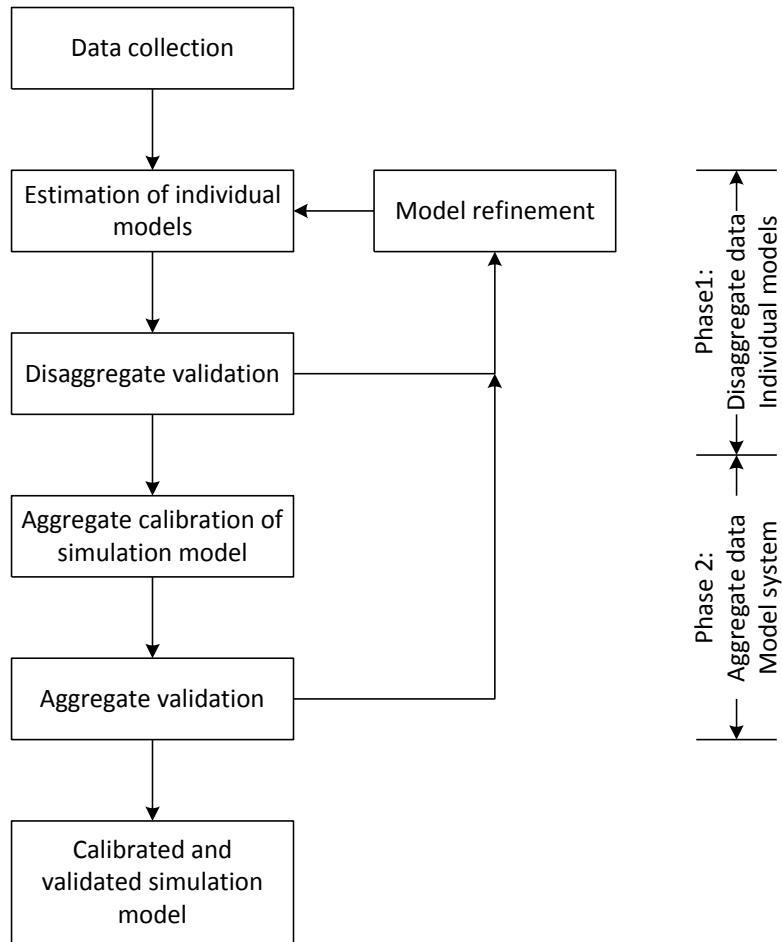 Data collection
Estimation of individual
models
Model refinement
Disaggregate validation
Aggregate calibration of
simulation model
Aggregate validation
Calibrated and
validated simulation
model
Phase1:
Disaggregate data
Individual models
Phase 2:
Aggregate data
Model system